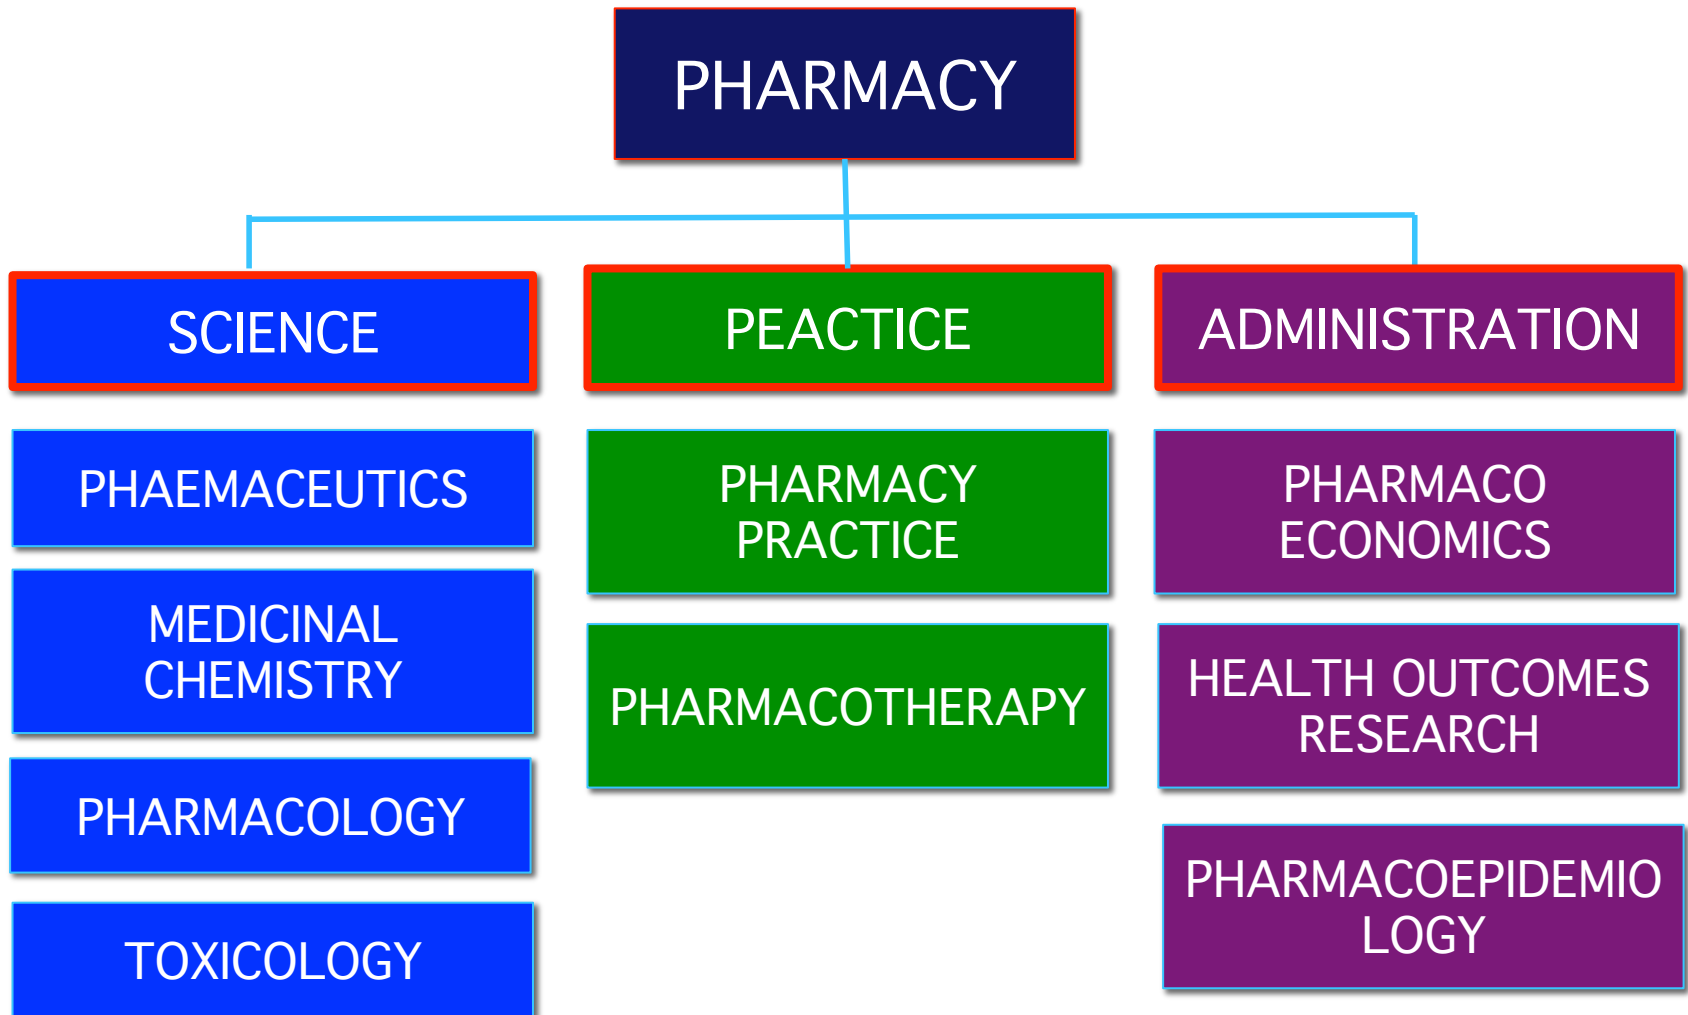 PHARMACY
SCIENCE
PEACTICE
ADMINISTRATION
PHAEMACEUTICS
MEDICINAL
CHEMISTRY
PHARMACOLOGY
TOXICOLOGY
PHARMACY
PRACTICE
PHARMACOTHERAPY
PHARMACO
ECONOMICS
HEALTH OUTCOMES
RESEARCH
PHARMACOEPIDEMIO
LOGY